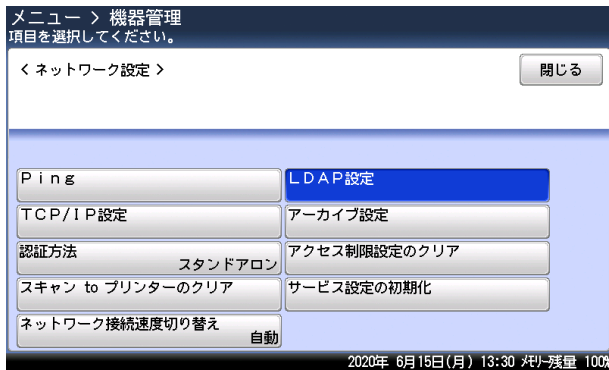 メニュー > 機器管理
項目を選択してください。
< ネットワーク設定 >
閉じる
Ping
LDAP設定
TCP/IP設定
アーカイブ設定
認証方法
スタンドアロン
アクセス制限設定のクリア
スキャン to プリンターのクリア
サービス設定の初期化
ネットワーク接続速度切り替え
自動
2020年 6月15日(月) 13:30 メモリー残量 100%